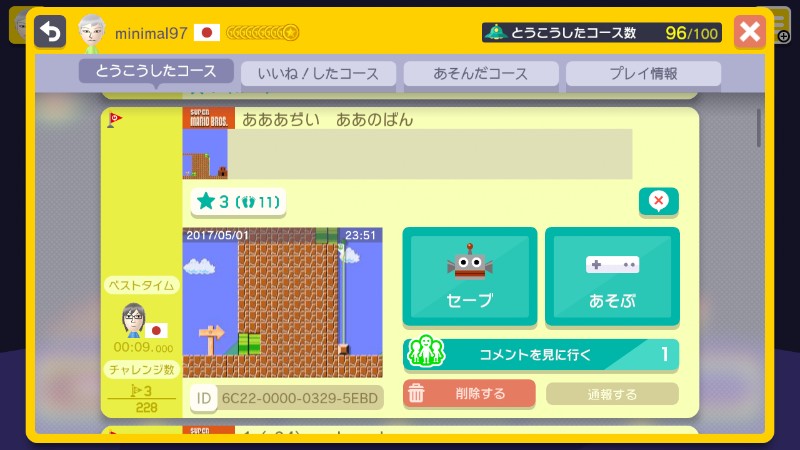 minimal97
とうこうしたコース数 96/100
とうこうしたコース
いいね！したコース
あそんだコース
プレイ情報
SUPER
MARIO BROS.
あああぢい ああのばん
3 (11)
2017/05/01 23:51
セーブ
あそぶ
ベストタイム
00:09.000
チャレンジ数
3
228
コメントを見に行く 1
ID 6C22-0000-0329-5EBD
削除する
通報する
SUPER